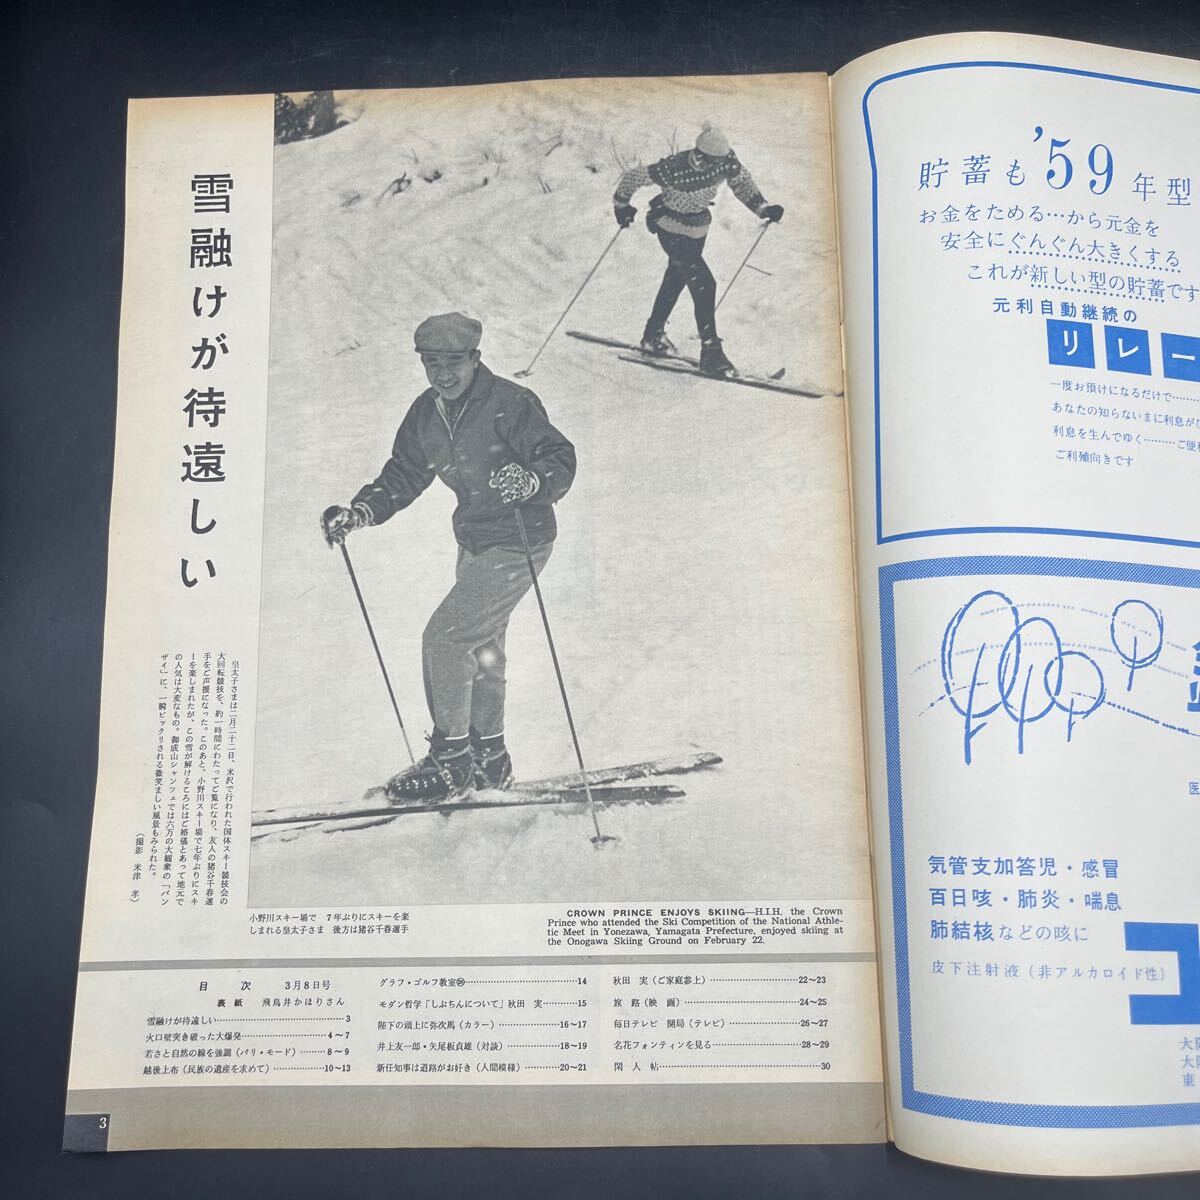 雪融けが待遠しい
皇太子さまは二月二十二日、米沢で行われた国体スキー競技会の
大回転競技を、約一時間にわたってご覧になり、友人の猪谷千春選
手をご声援になった。このあと、小野川スキー場で七年ぶりにスキ
ーを楽しまれたが、この雪が解けるころにはご婚儀とあって地元で
の人気は大変なもの。御成山シャンツェでは六万の大観衆の「バン
ザイ」に、一瞬ビックリされる微笑ましい風景もみられた。
（撮影 米津 孝）
小野川スキー場で 7年ぶりにスキーを楽
しまれる皇太子さま 後方は猪谷千春選手
CROWN PRINCE ENJOYS SKIING—H.I.H. the Crown
Prince who attended the Ski Competition of the National Athle-
tic Meet in Yonezawa, Yamagata Prefecture, enjoyed skiing at
the Onogawa Skiing Ground on February 22.
目 次 3月8日号
表紙 飛鳥井かほりさん
雪融けが待遠しい……………………3
火口壁突き破った大爆発……………4～7
若さと自然の線を強調（パリ・モード）………8～9
越後上布（民族の遺産を求めて）…………10～13
グラフ・ゴルフ教室……………………14
モダン哲学「しぶちんについて」秋田 実……15
陛下の頭上に弥次馬（カラー）…………16～17
井上友一郎・矢尾板貞雄（対談）…………18～19
新任知事は道路がお好き（人間模様）………20～21
秋田 実（ご家庭参上）……………22～23
旅 路（映 画）……………………24～25
毎日テレビ 開局（テレビ）…………26～27
名花フォンティンを見る……………28～29
閑 人 帖……………………………30
3
貯蓄も’59年型
お金をためる…から元金を
安全にぐんぐん大きくする
これが新しい型の貯蓄です
元利自動継続の
リレー
一度お預けになるだけで………
あなたの知らないまに利息が
利息を生んでゆく………ご便利
ご利殖向きです
医
気管支加答児・感冒
百日咳・肺炎・喘息
肺結核などの咳に
皮下注射液（非アルカロイド性）
コ
大阪
大
東